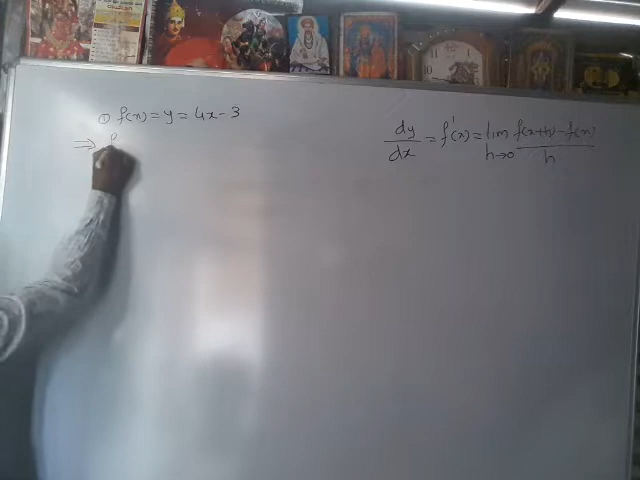 ① f(x) = y = 4x - 3
⇒
dy/dx = f'(x) = lim h→0 f(x+h) - f(x) / h